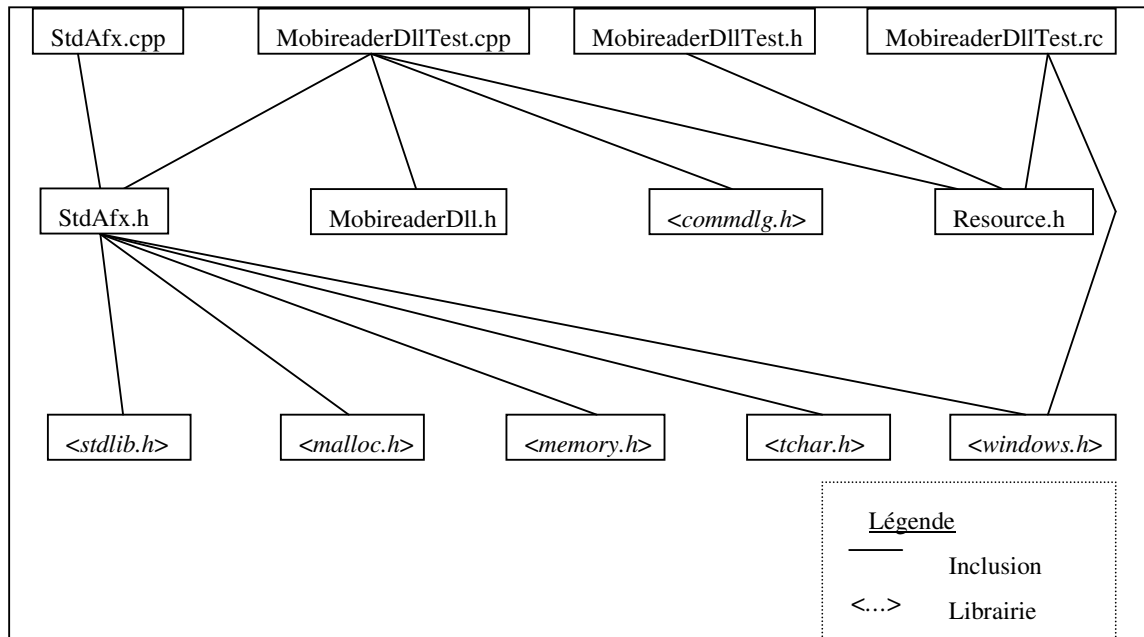 StdAfx.cpp
MobireaderDllTest.cpp
MobireaderDllTest.h
MobireaderDllTest.rc
StdAfx.h
MobireaderDll.h
<commdlg.h>
Resource.h
<stdlib.h>
<malloc.h>
<memory.h>
<tchar.h>
<windows.h>
Légende
Inclusion
<...> Librairie